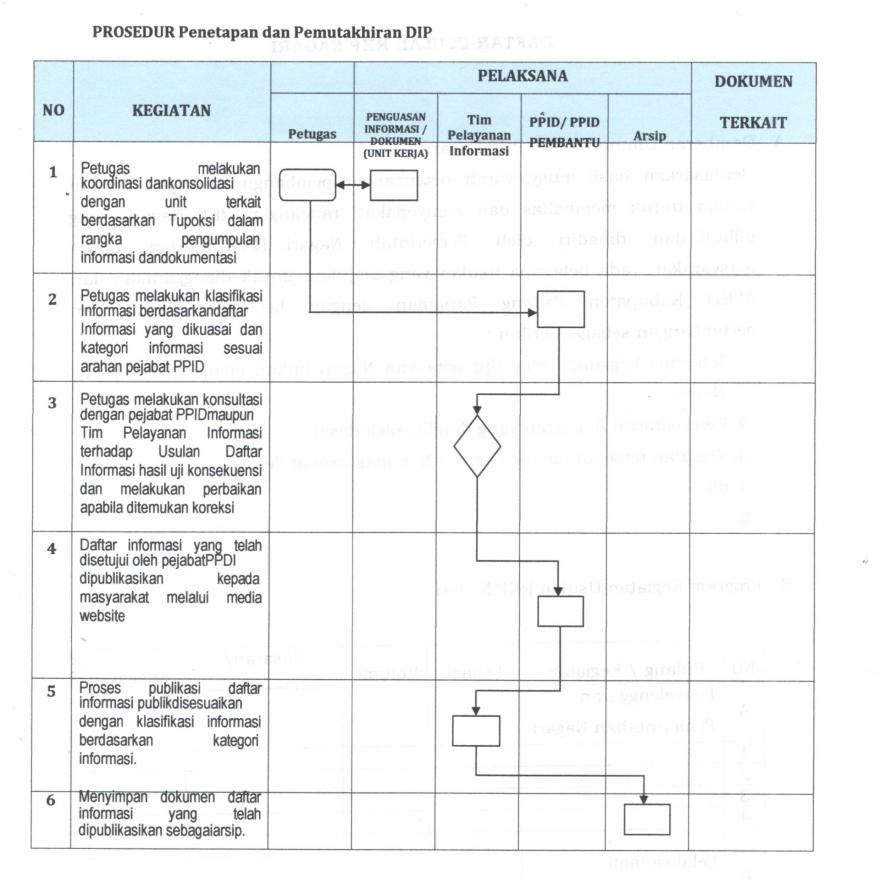 PROSEDUR Penetapan dan Pemutakhiran DIP
NO
KEGIATAN
PELAKSANA
DOKUMEN
TERKAIT
Petugas
PENGUASAN
INFORMASI /
DOKUMEN
(UNIT KERJA)
Tim
Pelayanan
Informasi
PPID/ PPID
PEMBANTU
Arsip
1
Petugas melakukan
koordinasi dankonsolidasi
dengan unit terkait
berdasarkan Tupoksi dalam
rangka pengumpulan
informasi dandokumentasi
2
Petugas melakukan klasifikasi
Informasi berdasarkandaftar
Informasi yang dikuasai dan
kategori informasi sesuai
arahan pejabat PPID
3
Petugas melakukan konsultasi
dengan pejabat PPIDmaupun
Tim Pelayanan Informasi
terhadap Usulan Daftar
Informasi hasil uji konsekuensi
dan melakukan perbaikan
apabila ditemukan koreksi
4
Daftar informasi yang telah
disetujui oleh pejabatPPDI
dipublikasikan kepada
masyarakat melalui media
website
5
Proses publikasi daftar
informasi publikdisesuaikan
dengan klasifikasi informasi
berdasarkan kategori
informasi.
6
Menyimpan dokumen daftar
informasi yang telah
dipublikasikan sebagaiarsip.